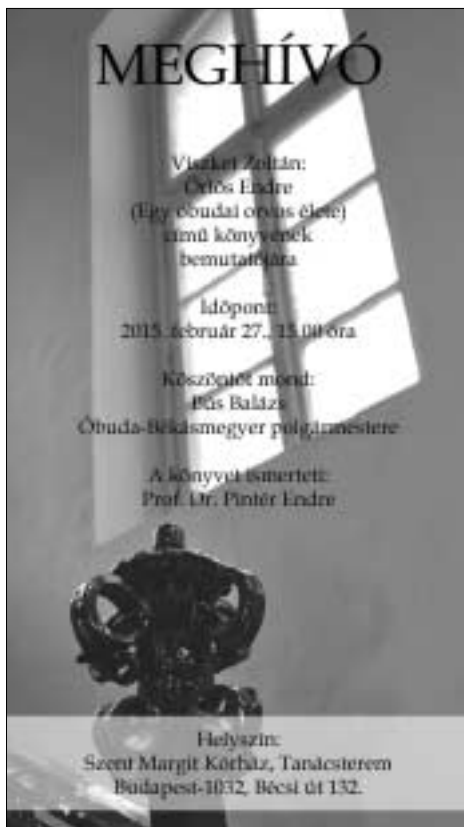 MEGHÍVÓ
Viszket Zoltán:
Örlős Endre
(Egy óbudai orvos élete)
című könyvének
bemutatójára
Időpont:
2015. február 27., 15.00 óra
Köszöntőt mond:
Bús Balázs
Óbuda-Békásmegyer polgármestere
A könyvet ismerteti:
Prof. Dr. Pintér Endre
Helyszín:
Szent Margit Kórház, Tanácsterem
Budapest-1032, Bécsi út 132.